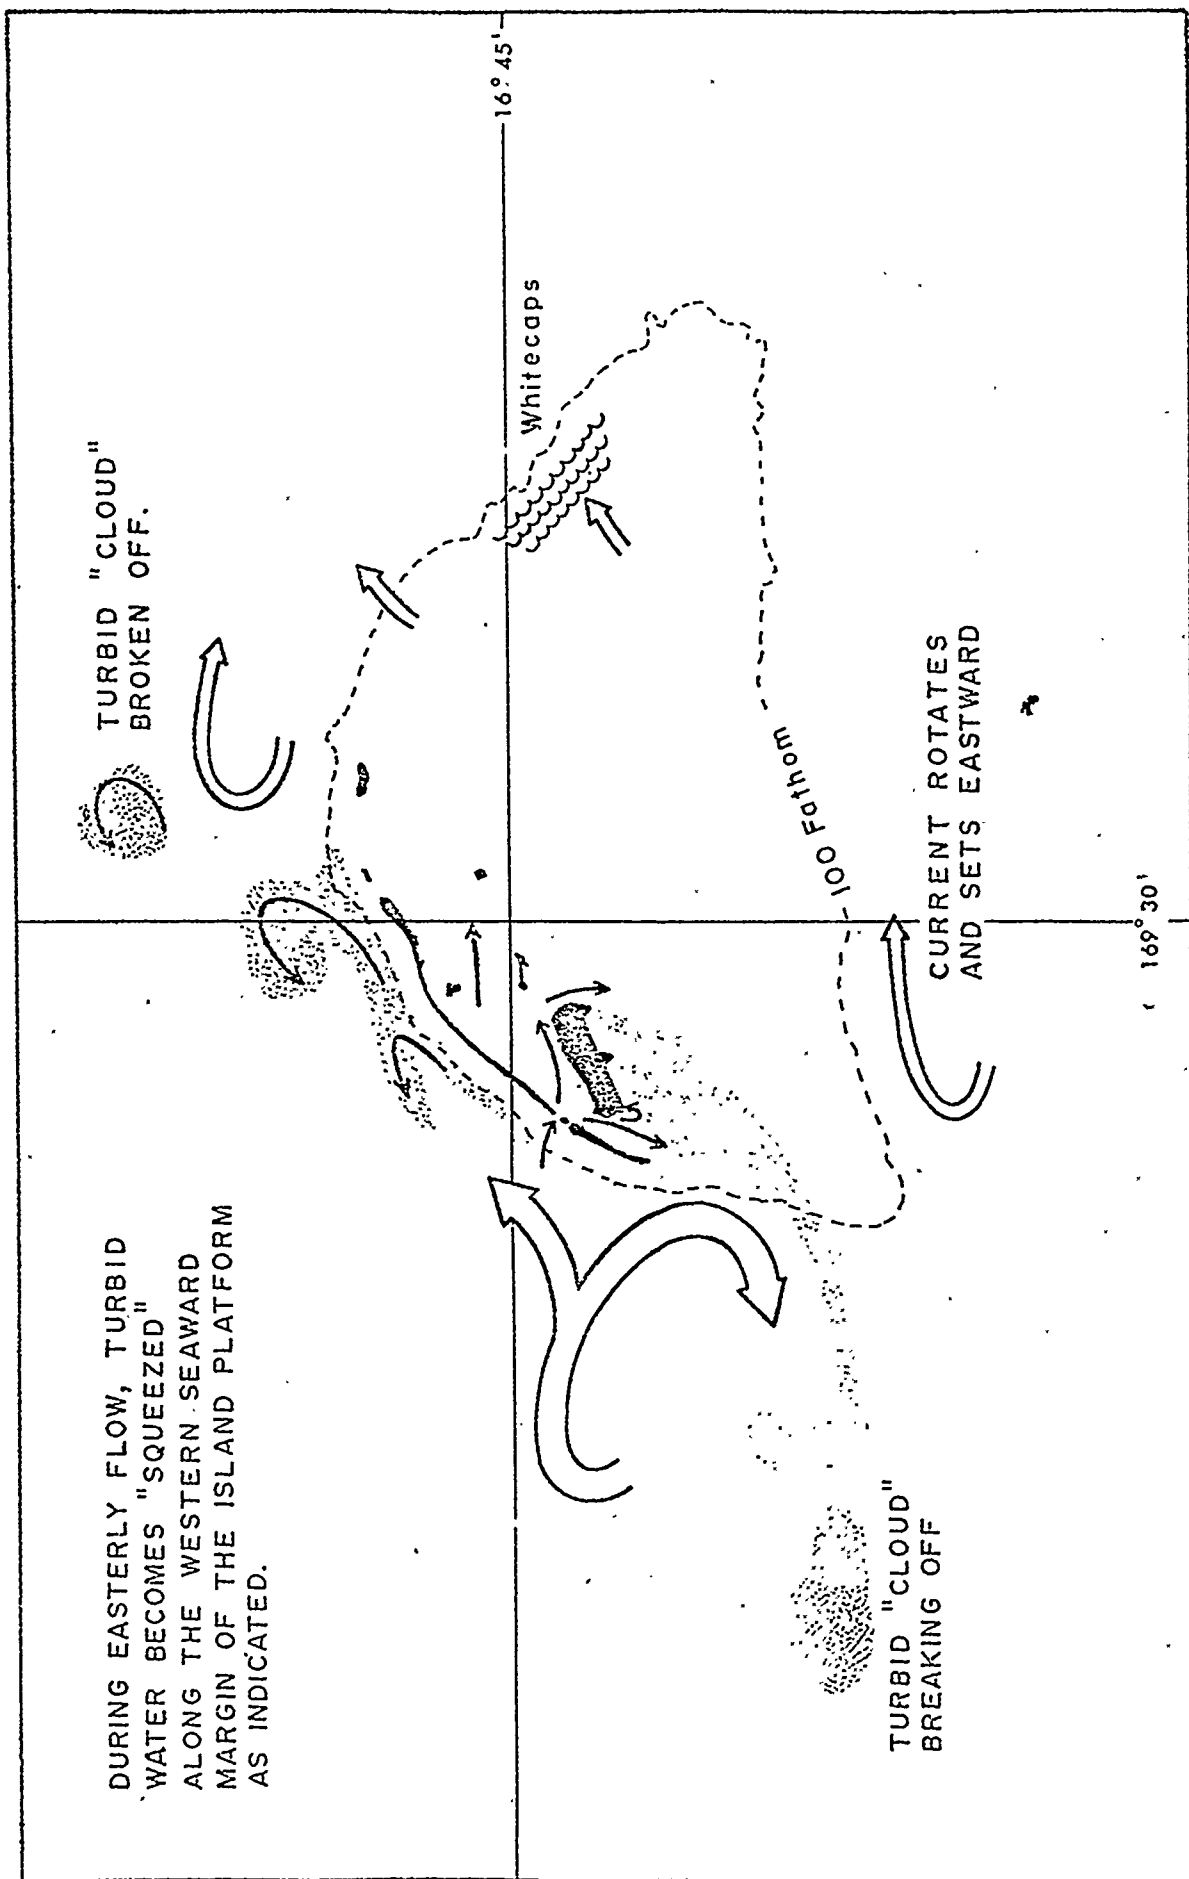 DURING EASTERLY FLOW, TURBID
WATER BECOMES "SQUEEZED"
ALONG THE WESTERN SEAWARD
MARGIN OF THE ISLAND PLATFORM
AS INDICATED.
TURBID "CLOUD"
BROKEN OFF.
Whitecaps
16° 45'
100 Fathom
TURBID "CLOUD"
BREAKING OFF
CURRENT ROTATES
AND SETS EASTWARD
169° 30'